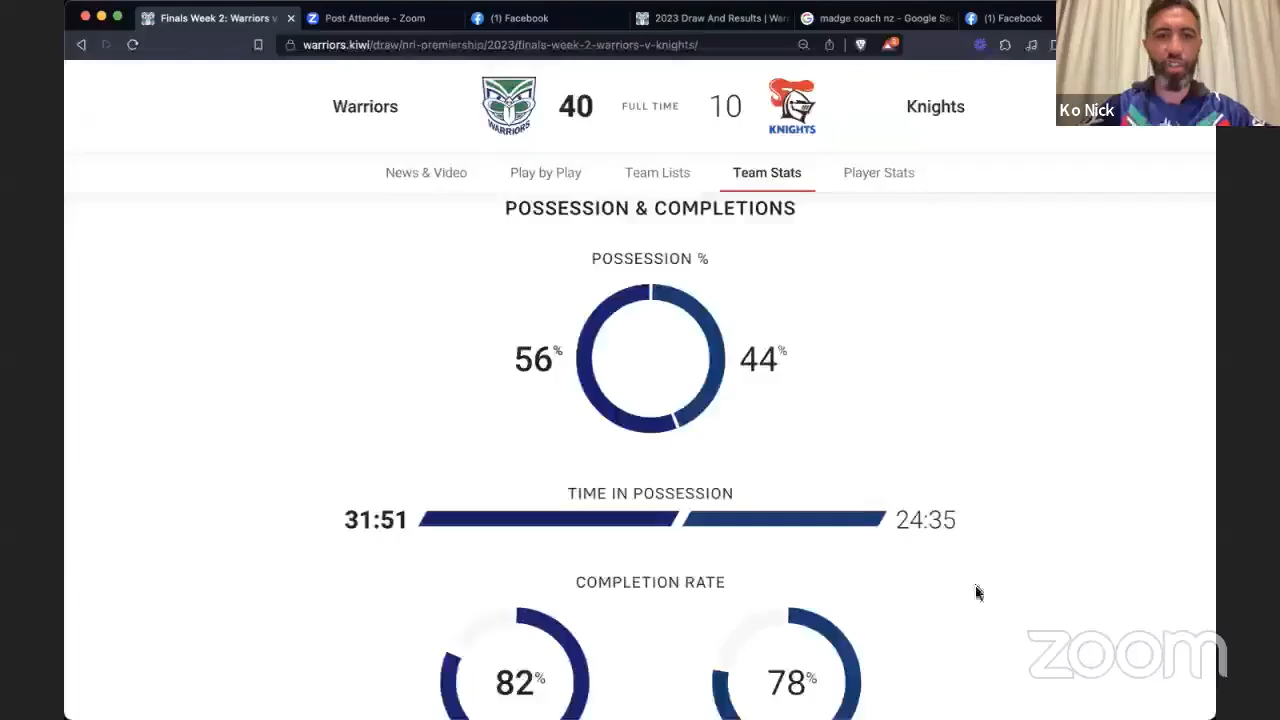 Finals Week 2: Warriors v
Post Attendee - Zoom
(1) Facebook
2023 Draw And Results | Warr
madge coach nz - Google Se
(1) Facebook
warriors.kiwi/draw/nrl-premiership/2023/finals-week-2-warriors-v-knights/
Ko Nick
Warriors
WARRIORS
40
FULL TIME
10
KNIGHTS
Knights
News & Video
Play by Play
Team Lists
Team Stats
Player Stats
POSSESSION & COMPLETIONS
POSSESSION %
56%
44%
TIME IN POSSESSION
31:51
24:35
COMPLETION RATE
82%
78%
zoom